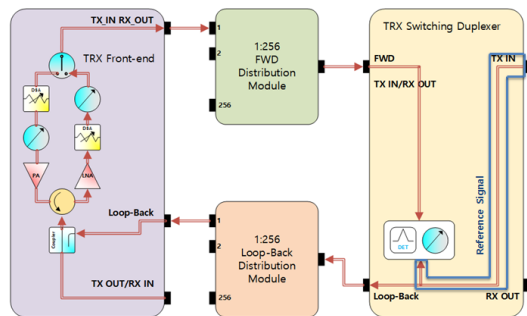 TX_IN RX_OUT
TRX Front-end
DSA
DSA
PA
LNA
Coupler
Loop-Back
TX OUT/RX IN
1
2
256
1:256
FWD
Distribution
Module
1
2
256
1:256
Loop-Back
Distribution
Module
TRX Switching Duplexer
FWD
TX IN
TX IN/RX OUT
Reference Signal
DET
Loop-Back
RX OUT